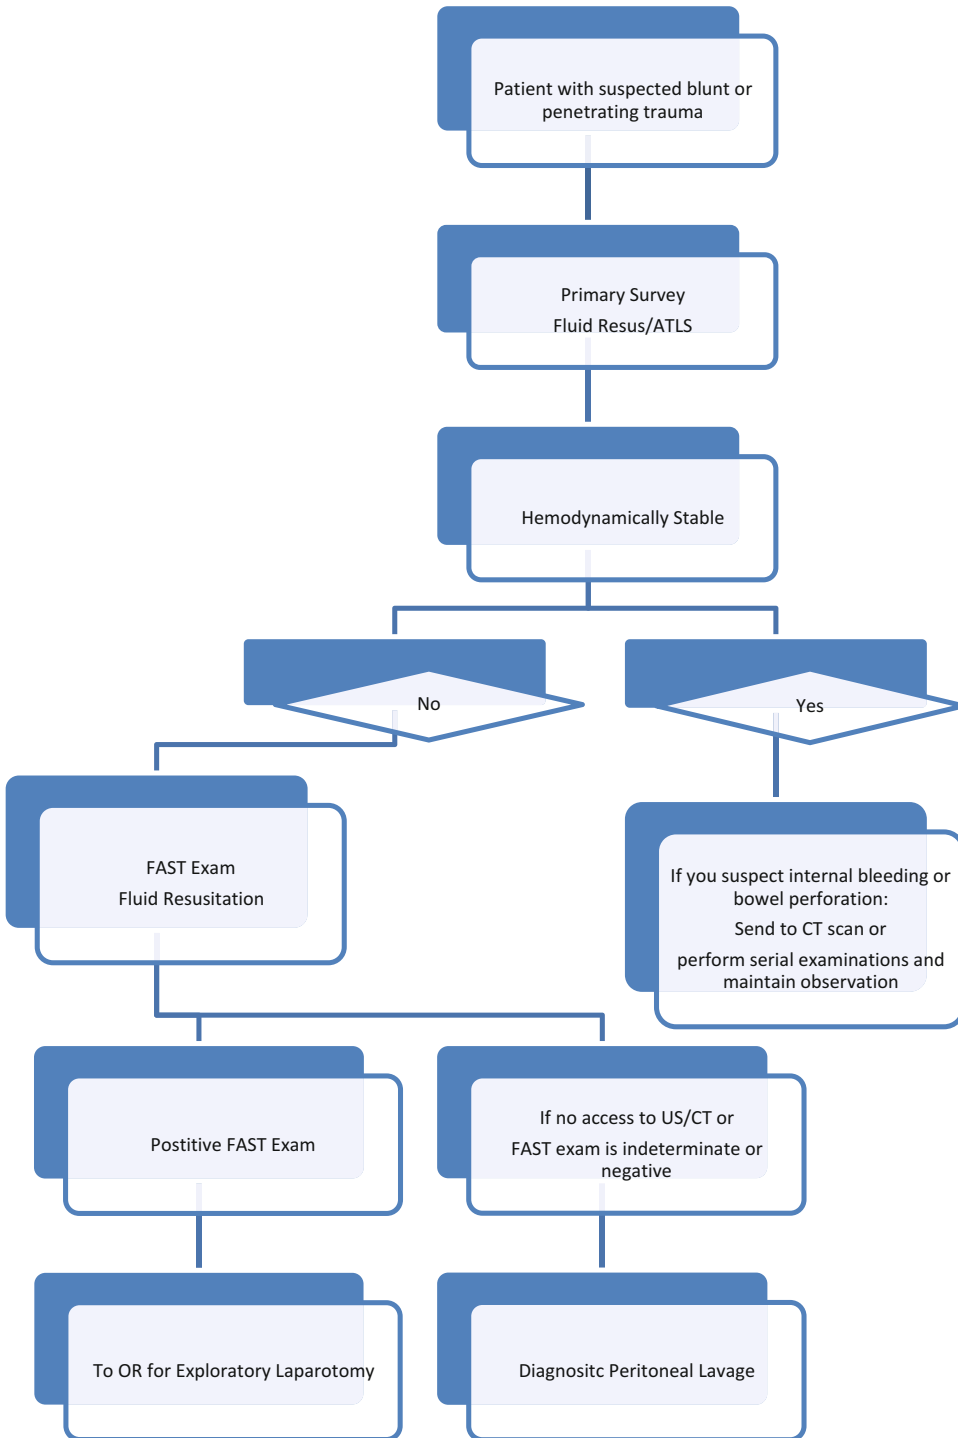 Patient with suspected blunt or
penetrating trauma
Primary Survey
Fluid Resus/ATLS
Hemodynamically Stable
No
Yes
FAST Exam
Fluid Resusitation
If you suspect internal bleeding or
bowel perforation:
Send to CT scan or
perform serial examinations and
maintain observation
Postitive FAST Exam
If no access to US/CT or
FAST exam is indeterminate or
negative
To OR for Exploratory Laparotomy
Diagnositc Peritoneal Lavage